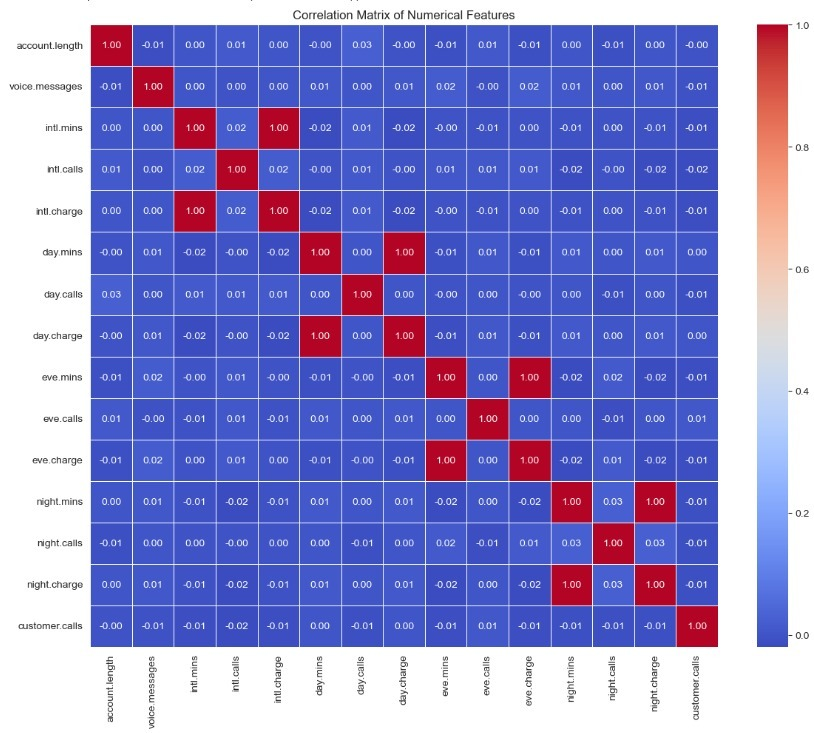 Correlation Matrix of Numerical Features
account.length 1.00 -0.01 0.00 0.01 0.00 -0.00 0.03 -0.00 -0.01 0.01 -0.01 0.00 -0.01 0.00 -0.00
voice.messages -0.01 1.00 0.00 0.00 0.00 0.01 0.00 0.01 0.02 -0.00 0.02 0.01 0.00 0.01 -0.01
intl.mins 0.00 0.00 1.00 0.02 1.00 -0.02 0.01 -0.02 -0.00 -0.01 0.00 -0.01 0.00 -0.01 -0.01
intl.calls 0.01 0.00 0.02 1.00 0.02 -0.00 0.01 -0.00 0.01 0.01 0.01 -0.02 -0.00 -0.02 -0.02
intl.charge 0.00 0.00 1.00 0.02 1.00 -0.02 0.01 -0.02 -0.00 -0.01 0.00 -0.01 0.00 -0.01 -0.01
day.mins -0.00 0.01 -0.02 -0.00 -0.02 1.00 0.00 1.00 -0.01 0.01 -0.01 0.01 0.00 0.01 0.00
day.calls 0.03 0.00 0.01 0.01 0.01 0.00 1.00 0.00 -0.00 0.00 -0.00 0.00 -0.01 0.00 -0.01
day.charge -0.00 0.01 -0.02 -0.00 -0.02 1.00 0.00 1.00 -0.01 0.01 -0.01 0.01 0.00 0.01 0.00
eve.mins -0.01 0.02 -0.00 0.01 -0.00 -0.01 -0.00 -0.01 1.00 0.00 1.00 -0.02 0.02 -0.02 -0.01
eve.calls 0.01 -0.00 -0.01 0.01 -0.01 0.01 0.00 0.01 0.00 1.00 0.00 0.00 -0.01 0.00 0.01
eve.charge -0.01 0.02 0.00 0.01 0.00 -0.01 -0.00 -0.01 1.00 0.00 1.00 -0.02 0.01 -0.02 -0.01
night.mins 0.00 0.01 -0.01 -0.02 -0.01 0.01 0.00 0.01 -0.02 0.00 -0.02 1.00 0.03 1.00 -0.01
night.calls -0.01 0.00 0.00 -0.00 0.00 0.00 -0.01 0.00 0.02 -0.01 0.01 0.03 1.00 0.03 -0.01
night.charge 0.00 0.01 -0.01 -0.02 -0.01 0.01 0.00 0.01 -0.02 0.00 -0.02 1.00 0.03 1.00 -0.01
customer.calls -0.00 -0.01 -0.01 -0.02 -0.01 0.00 -0.01 0.00 -0.01 0.01 -0.01 -0.01 -0.01 -0.01 1.00
account.length voice.messages intl.mins intl.calls intl.charge day.mins day.calls day.charge eve.mins eve.calls eve.charge night.mins night.calls night.charge customer.calls
1.0
0.8
0.6
0.4
0.2
0.0